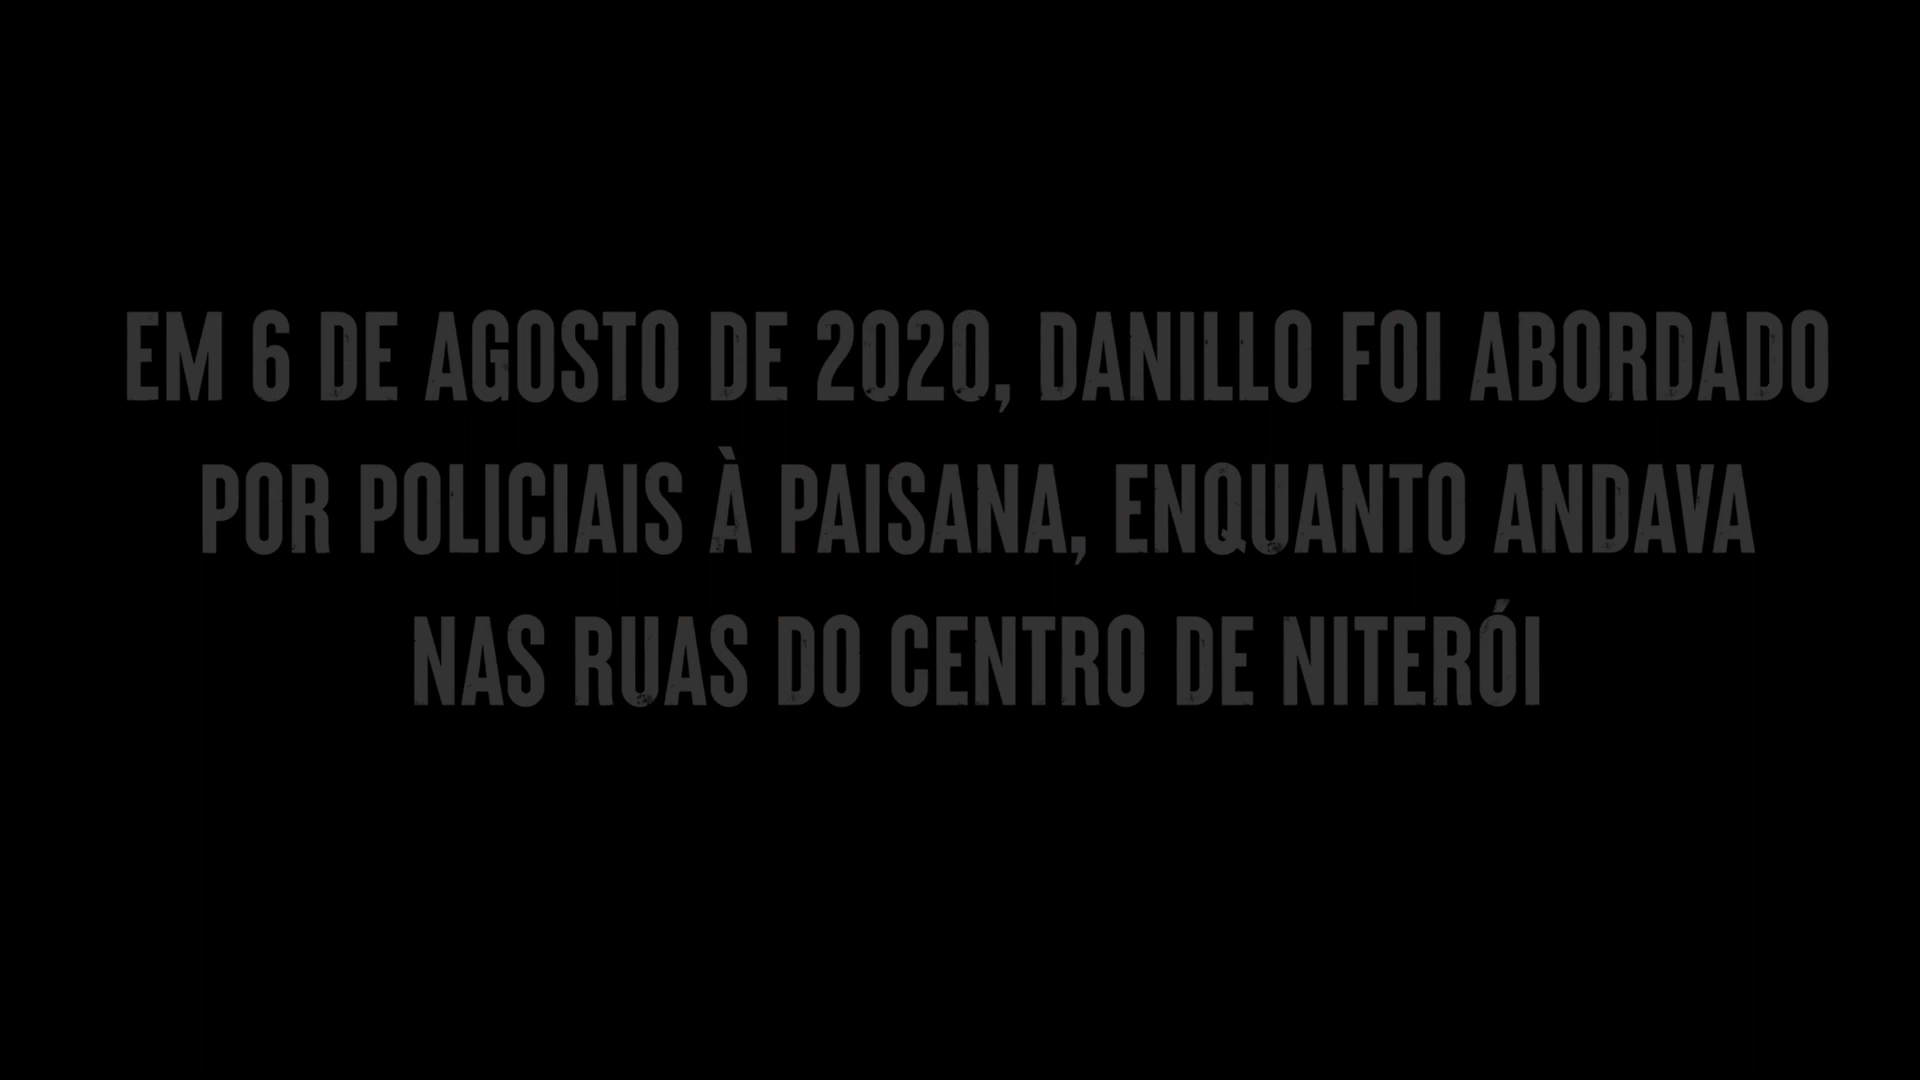 EM 6 DE AGOSTO DE 2020, DANILLO FOI ABORDADO
POR POLICIAIS À PAISANA, ENQUANTO ANDAVA
NAS RUAS DO CENTRO DE NITERÓI